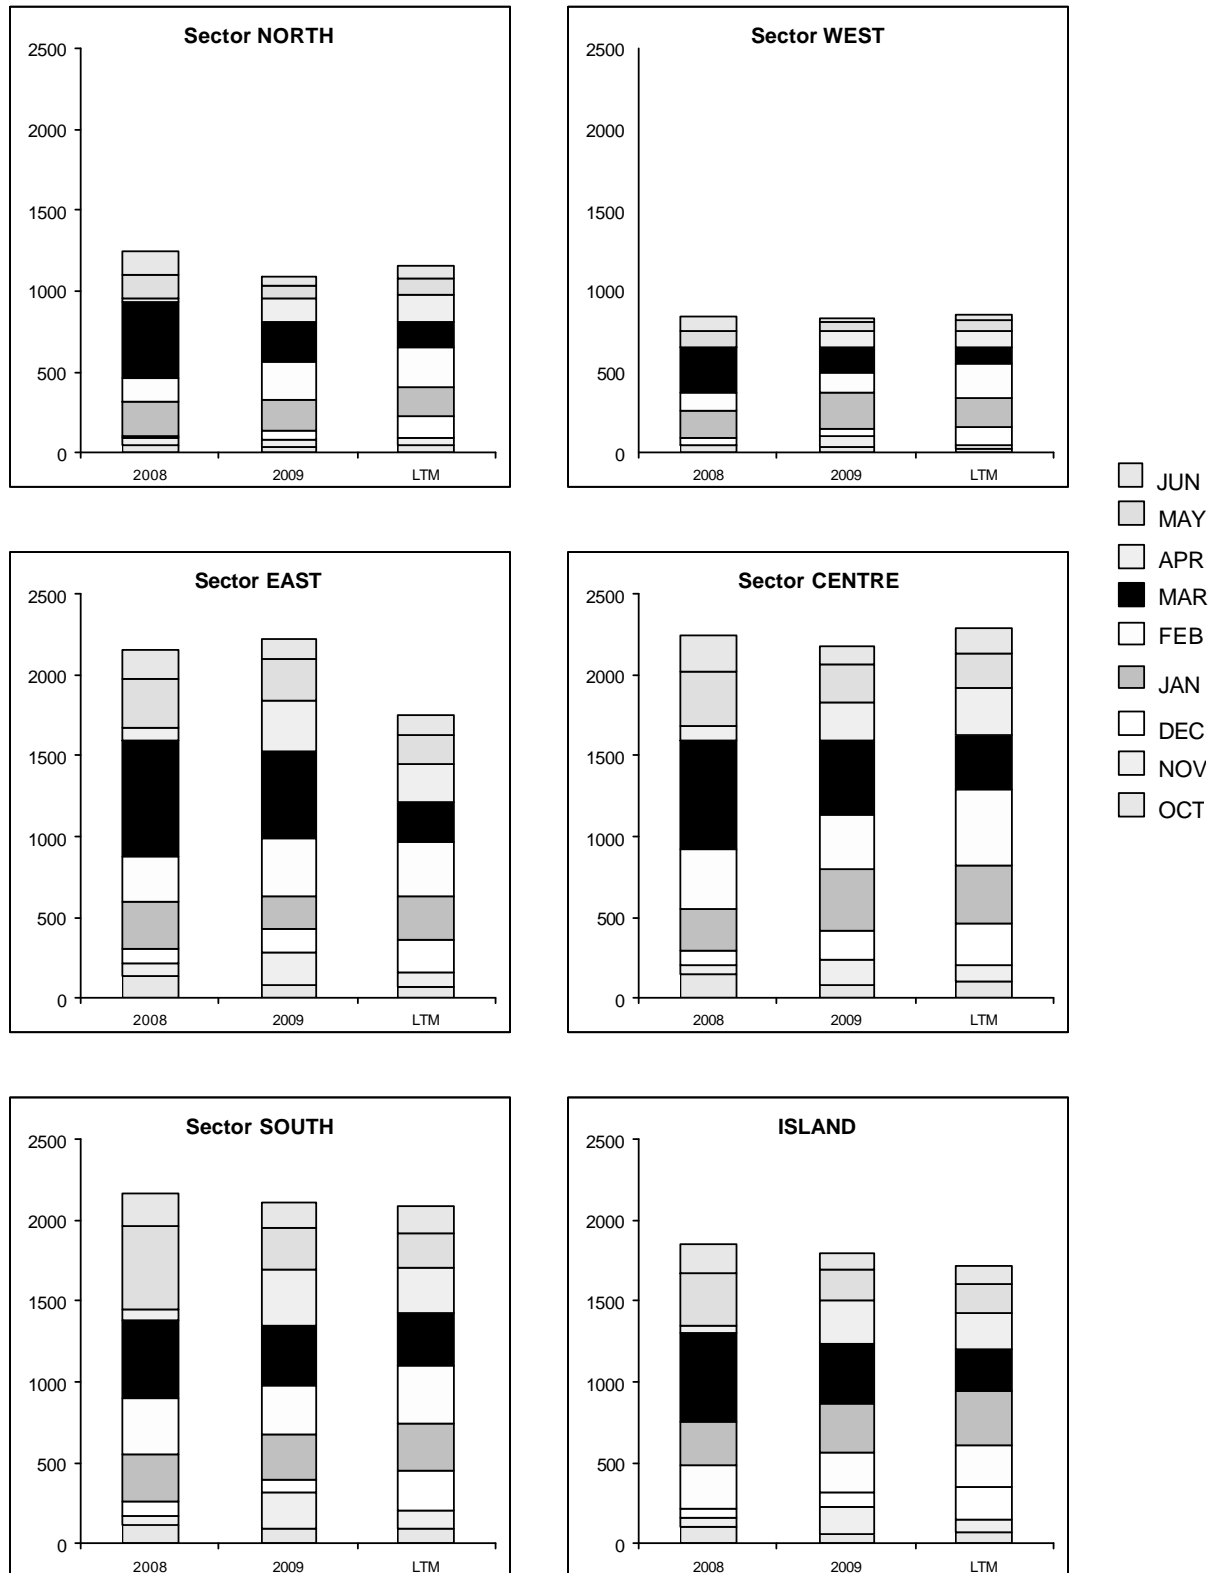 Sector NORTH
2500
2000
1500
1000
500
0
2008 2009 LTM
Sector WEST
2500
2000
1500
1000
500
0
2008 2009 LTM
JUN
MAY
APR
MAR
FEB
JAN
DEC
NOV
OCT
Sector EAST
2500
2000
1500
1000
500
0
2008 2009 LTM
Sector CENTRE
2500
2000
1500
1000
500
0
2008 2009 LTM
Sector SOUTH
2500
2000
1500
1000
500
0
2008 2009 LTM
ISLAND
2500
2000
1500
1000
500
0
2008 2009 LTM